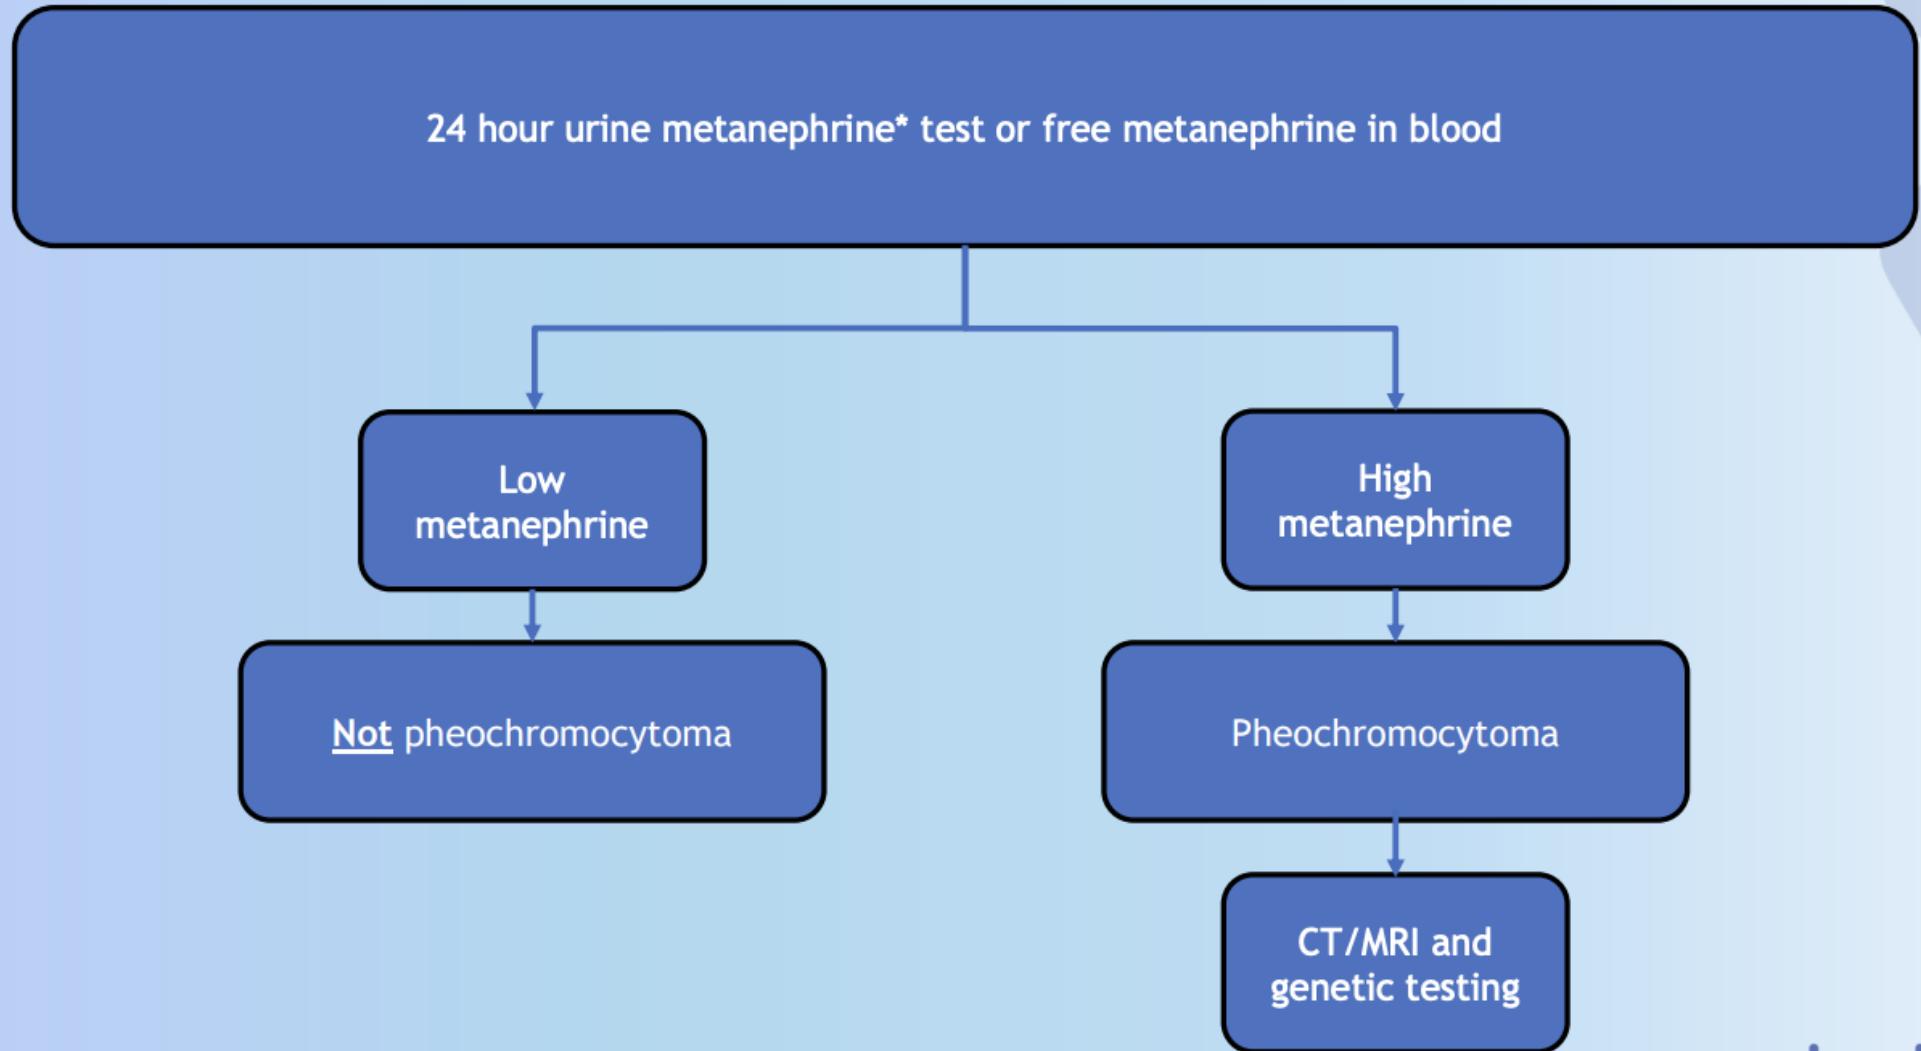 24 hour urine metanephrine* test or free metanephrine in blood
Low
metanephrine
High
metanephrine
Not pheochromocytoma
Pheochromocytoma
CT/MRI and
genetic testing